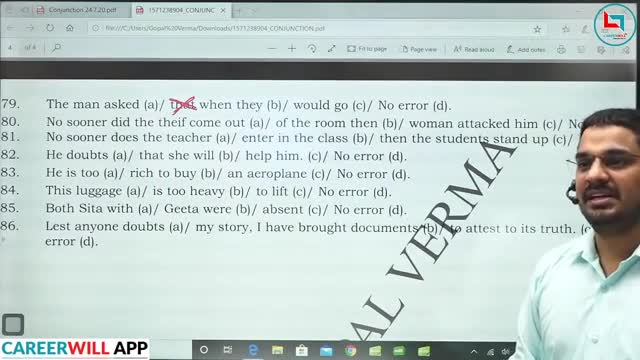 Conjunction 24.7.20.pdf
1571238904_CONJUNC
file:///C:/Users/Gopal%20Verma/Downloads/1571238904_CONJUNCTION.pdf
4 of 4
Fit to page
Page view
Read aloud
Add notes
79. The man asked (a)/ that when they (b)/ would go (c)/ No error (d).
80. No sooner did the theif come out (a)/ of the room then (b)/ woman attacked him (c)/ No
81. No sooner does the teacher (a)/ enter in the class (b)/ then the students stand up (c)/
82. He doubts (a)/ that she will (b)/ help him. (c)/ No error (d).
83. He is too (a)/ rich to buy (b)/ an aeroplane (c)/ No error (d).
84. This luggage (a)/ is too heavy (b)/ to lift (c)/ No error (d).
85. Both Sita with (a)/ Geeta were (b)/ absent (c)/ No error (d).
86. Lest anyone doubts (a)/ my story, I have brought documents (b)/ to attest to its truth. (c
error (d).
AL VERMA
CAREERWILL
CAREERWILL APP